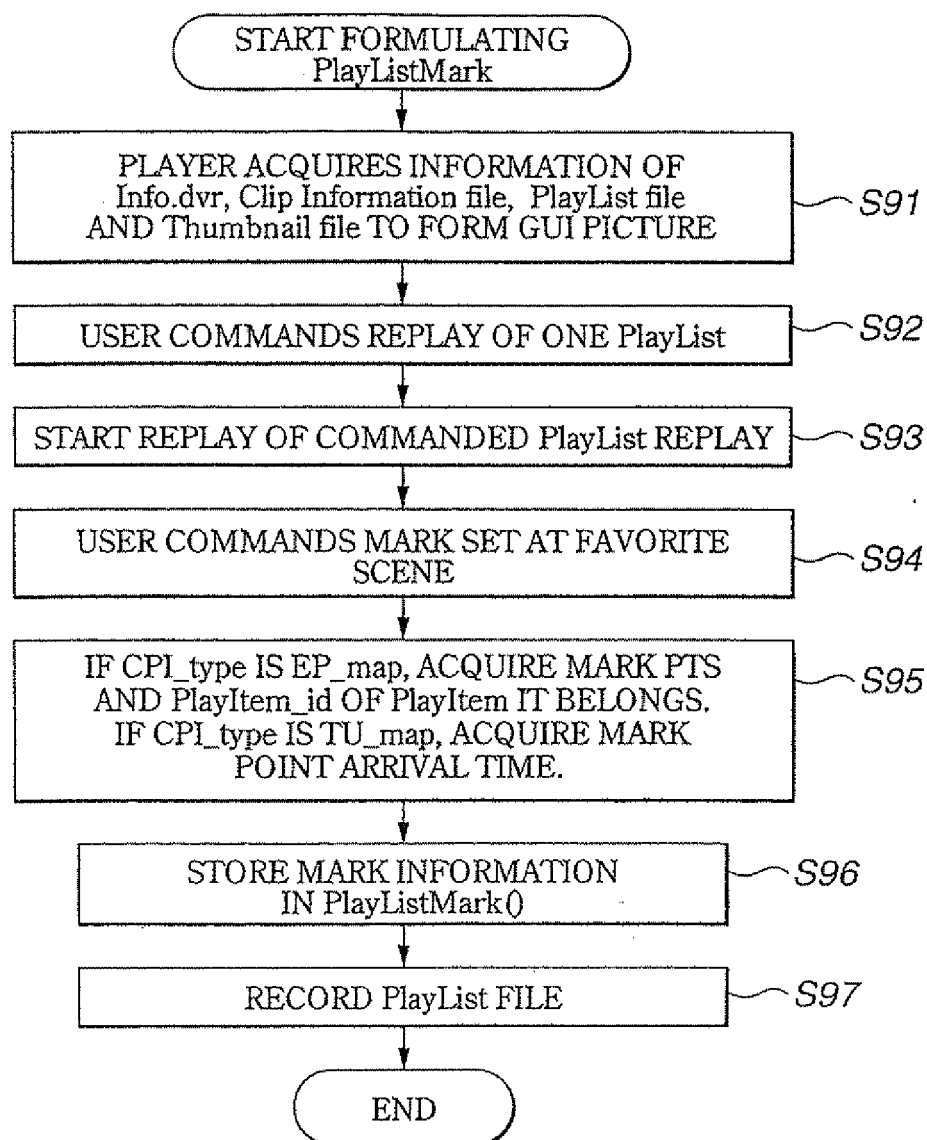 START FORMULATING
PlayListMark
PLAYER ACQUIRES INFORMATION OF
Info.dvr, Clip Information file, PlayList file
AND Thumbnail file TO FORM GUI PICTURE
S91
USER COMMANDS REPLAY OF ONE PlayList
S92
START REPLAY OF COMMANDED PlayList REPLAY
S93
USER COMMANDS MARK SET AT FAVORITE
SCENE
S94
IF CPI_type IS EP_map, ACQUIRE MARK PTS
AND PlayItem_id OF PlayItem IT BELONGS.
IF CPI_type IS TU_map, ACQUIRE MARK
POINT ARRIVAL TIME.
S95
STORE MARK INFORMATION
IN PlayListMark()
S96
RECORD PlayList FILE
S97
END